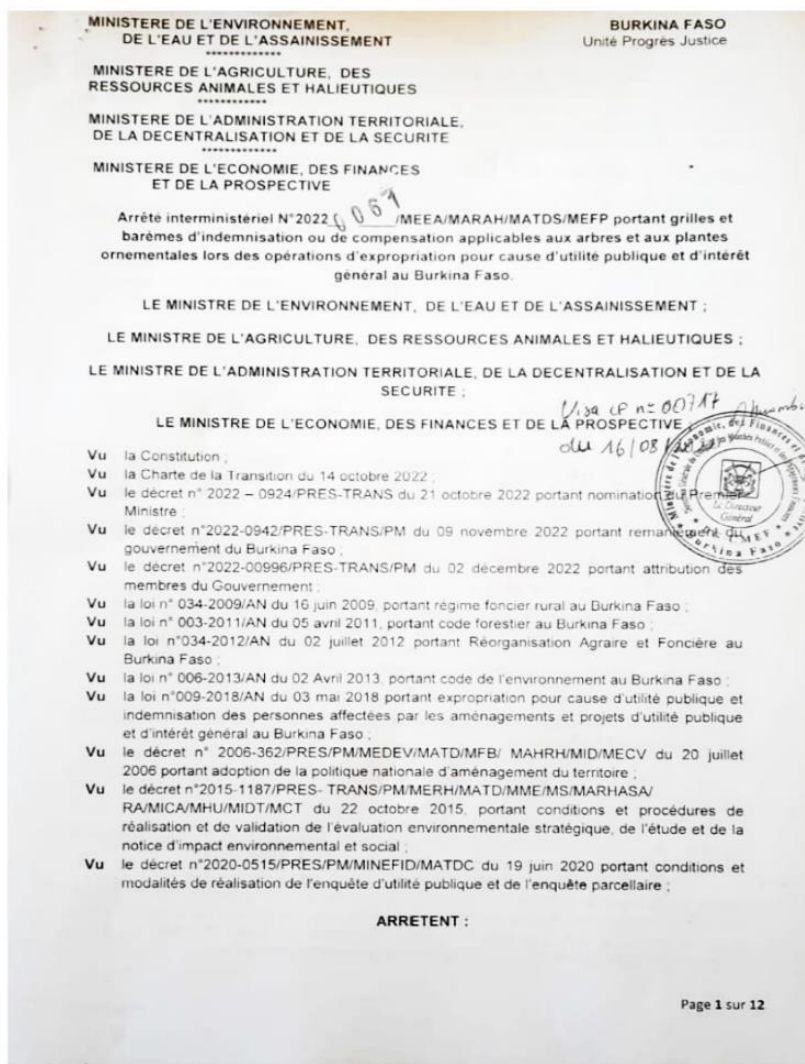 MINISTERE DE L'ENVIRONNEMENT,
DE L'EAU ET DE L'ASSAINISSEMENT
*************
BURKINA FASO
Unité Progrès Justice
MINISTERE DE L'AGRICULTURE, DES
RESSOURCES ANIMALES ET HALIEUTIQUES
************
MINISTERE DE L'ADMINISTRATION TERRITORIALE,
DE LA DECENTRALISATION ET DE LA SECURITE
*************
MINISTERE DE L'ECONOMIE, DES FINANCES
ET DE LA PROSPECTIVE
Arrêté interministériel N°2022 0061 /MEEA/MARAH/MATDS/MEFP portant grilles et
barèmes d'indemnisation ou de compensation applicables aux arbres et aux plantes
ornementales lors des opérations d'expropriation pour cause d'utilité publique et d'intérêt
général au Burkina Faso.
LE MINISTRE DE L'ENVIRONNEMENT, DE L'EAU ET DE L'ASSAINISSEMENT ;
LE MINISTRE DE L'AGRICULTURE, DES RESSOURCES ANIMALES ET HALIEUTIQUES ;
LE MINISTRE DE L'ADMINISTRATION TERRITORIALE, DE LA DECENTRALISATION ET DE LA
SECURITE ;
LE MINISTRE DE L'ECONOMIE, DES FINANCES ET DE LA PROSPECTIVE
Visa CF n° 00717
du 16/08/
Le Directeur
Général
Burkina Faso
Vu la Constitution ;
Vu la Charte de la Transition du 14 octobre 2022 ;
Vu le décret n° 2022 – 0924/PRES-TRANS du 21 octobre 2022 portant nomination du Premier
Ministre ;
Vu le décret n°2022-0942/PRES-TRANS/PM du 09 novembre 2022 portant remaniement du
gouvernement du Burkina Faso ;
Vu le décret n°2022-00996/PRES-TRANS/PM du 02 décembre 2022 portant attribution des
membres du Gouvernement ;
Vu la loi n° 034-2009/AN du 16 juin 2009, portant régime foncier rural au Burkina Faso ;
Vu la loi n° 003-2011/AN du 05 avril 2011, portant code forestier au Burkina Faso ;
Vu la loi n°034-2012/AN du 02 juillet 2012 portant Réorganisation Agraire et Foncière au
Burkina Faso ;
Vu la loi n° 006-2013/AN du 02 Avril 2013, portant code de l'environnement au Burkina Faso ;
Vu la loi n°009-2018/AN du 03 mai 2018 portant expropriation pour cause d'utilité publique et
indemnisation des personnes affectées par les aménagements et projets d'utilité publique
et d'intérêt général au Burkina Faso ;
Vu le décret n° 2006-362/PRES/PM/MEDEV/MATD/MFB/ MAHRH/MID/MECV du 20 juillet
2006 portant adoption de la politique nationale d'aménagement du territoire ;
Vu le décret n°2015-1187/PRES- TRANS/PM/MERH/MATD/MME/MS/MARHASA/
RA/MICA/MHU/MIDT/MCT du 22 octobre 2015, portant conditions et procédures de
réalisation et de validation de l'évaluation environnementale stratégique, de l'étude et de la
notice d'impact environnemental et social ;
Vu le décret n°2020-0515/PRES/PM/MINEFID/MATDC du 19 juin 2020 portant conditions et
modalités de réalisation de l'enquête d'utilité publique et de l'enquête parcellaire ;
ARRETENT :
Page 1 sur 12